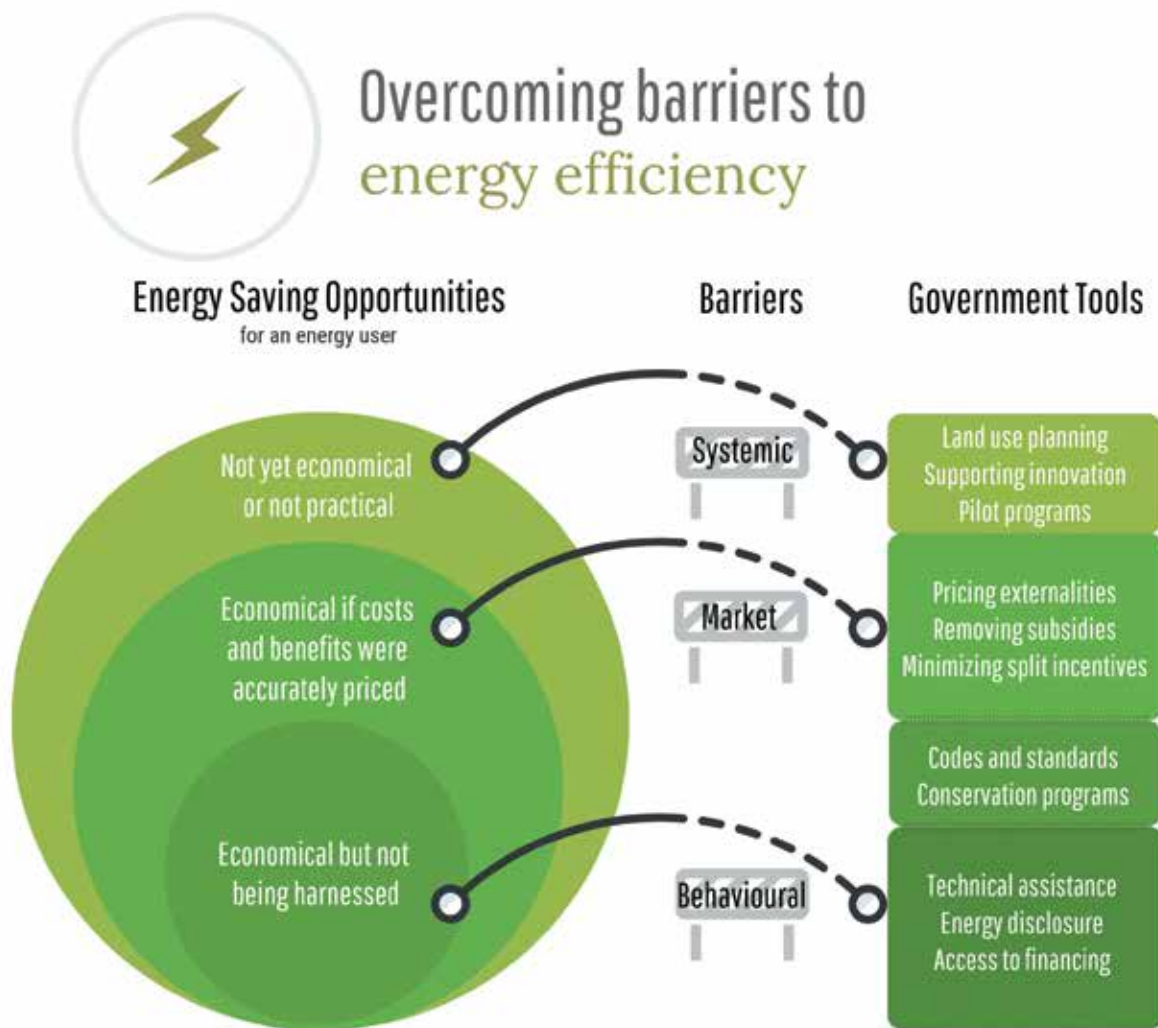 Overcoming barriers to
energy efficiency
Energy Saving Opportunities
for an energy user
Barriers
Government Tools
Not yet economical
or not practical
Systemic
Land use planning
Supporting innovation
Pilot programs
Economical if costs
and benefits were
accurately priced
Market
Pricing externalities
Removing subsidies
Minimizing split incentives
Codes and standards
Conservation programs
Economical but not
being harnessed
Behavioural
Technical assistance
Energy disclosure
Access to financing